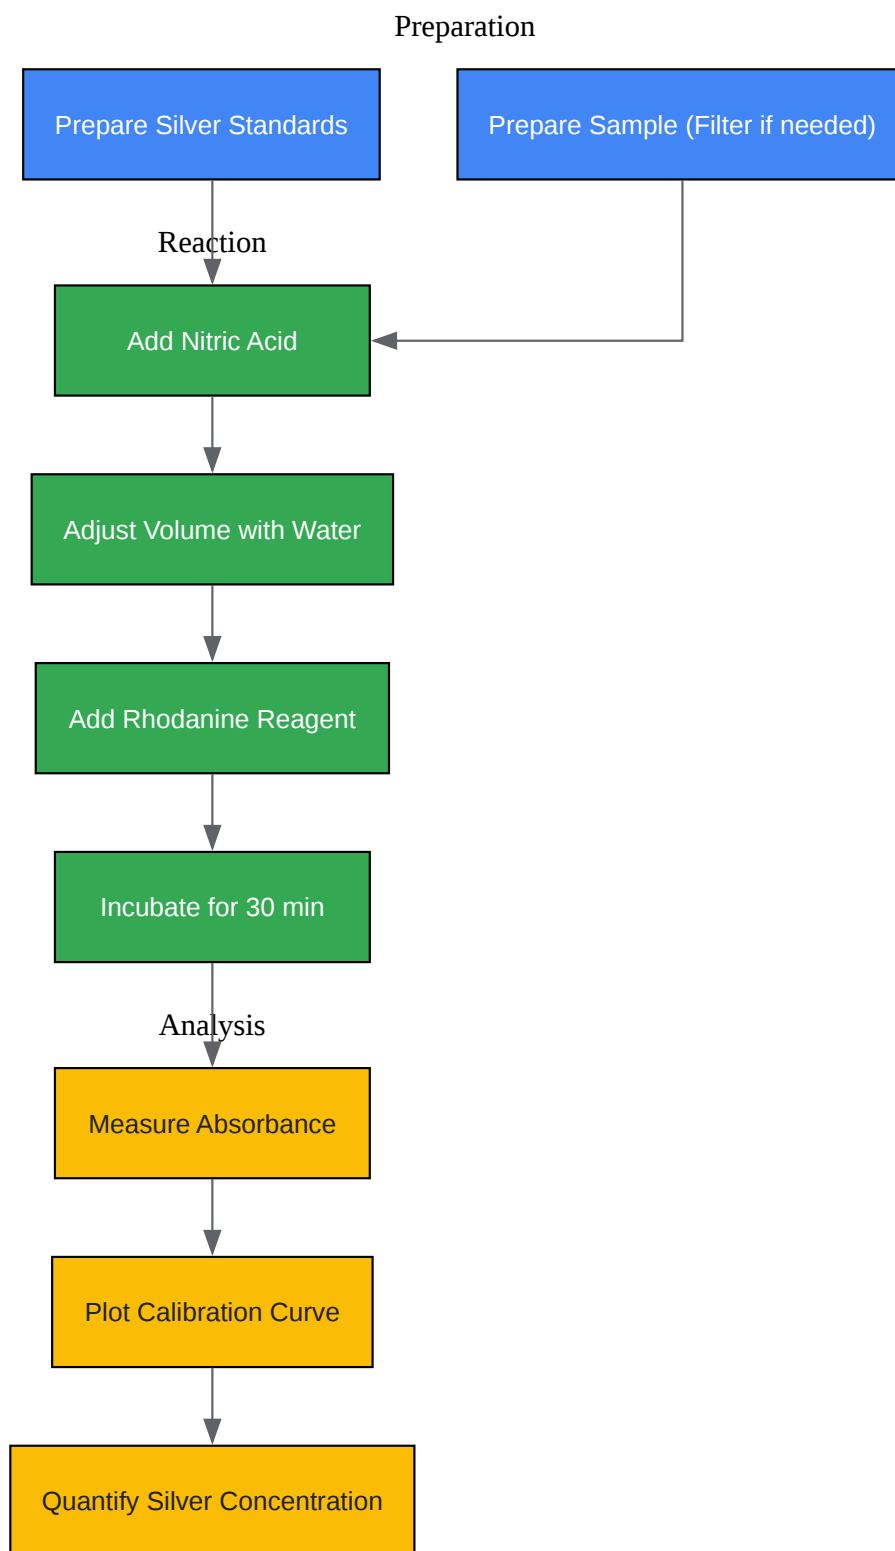 Preparation
Prepare Silver Standards
Prepare Sample (Filter if needed)
Reaction
Add Nitric Acid
Adjust Volume with Water
Add Rhodanine Reagent
Incubate for 30 min
Analysis
Measure Absorbance
Plot Calibration Curve
Quantify Silver Concentration